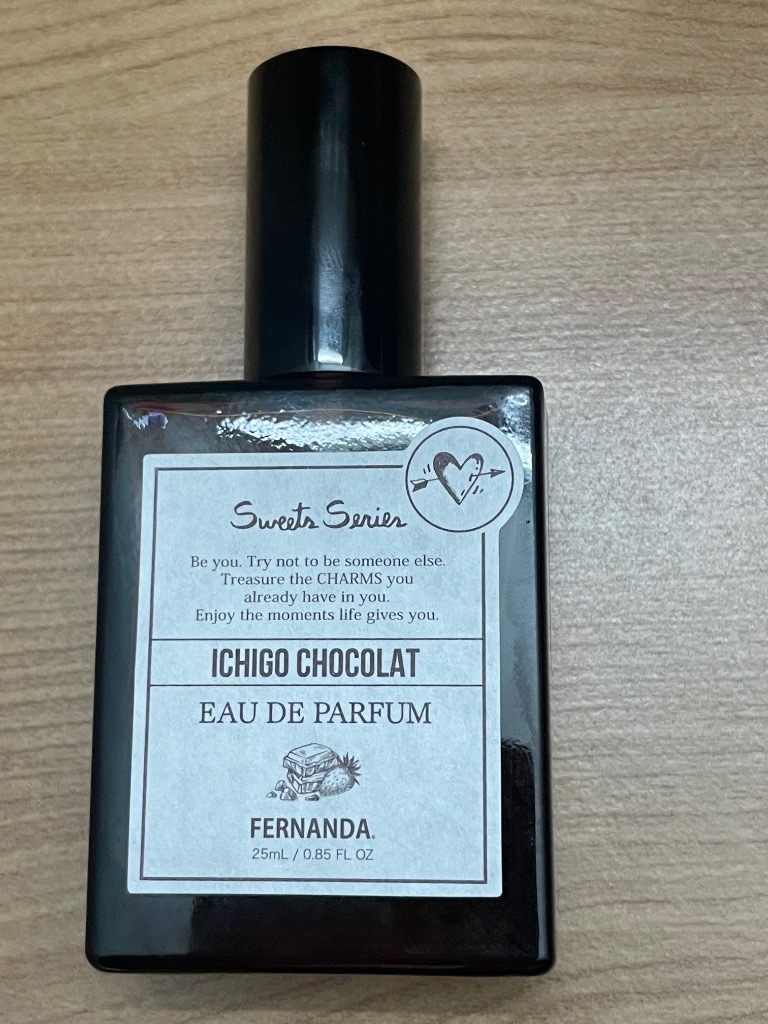 Sweets Series
Be you. Try not to be someone else.
Treasure the CHARMS you
already have in you.
Enjoy the moments life gives you.
ICHIGO CHOCOLAT
EAU DE PARFUM
FERNANDA.
25mL / 0.85 FL OZ